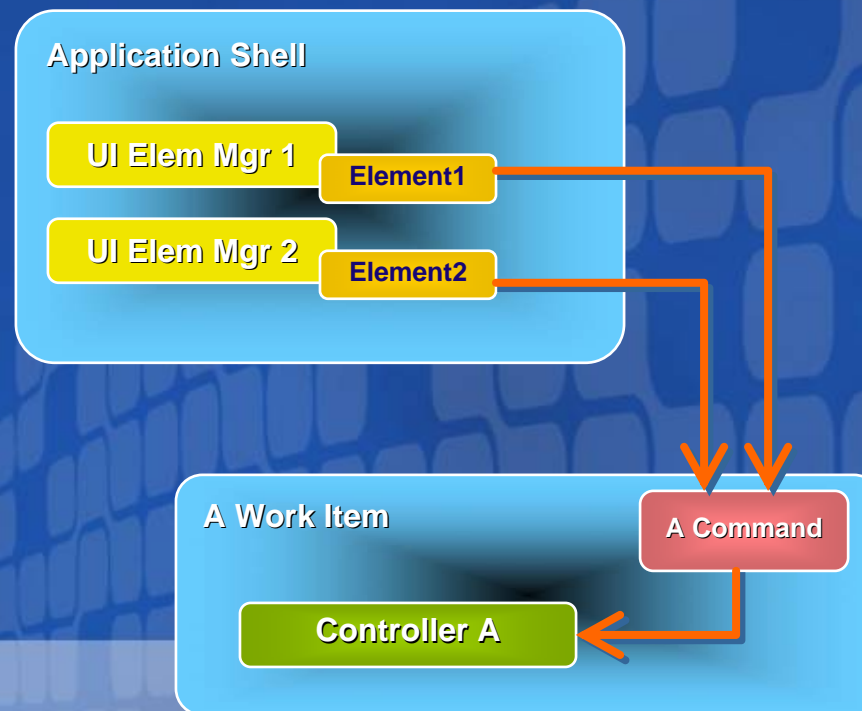 Application Shell
UI Elem Mgr 1
Element1
UI Elem Mgr 2
Element2
A Work Item
A Command
Controller A